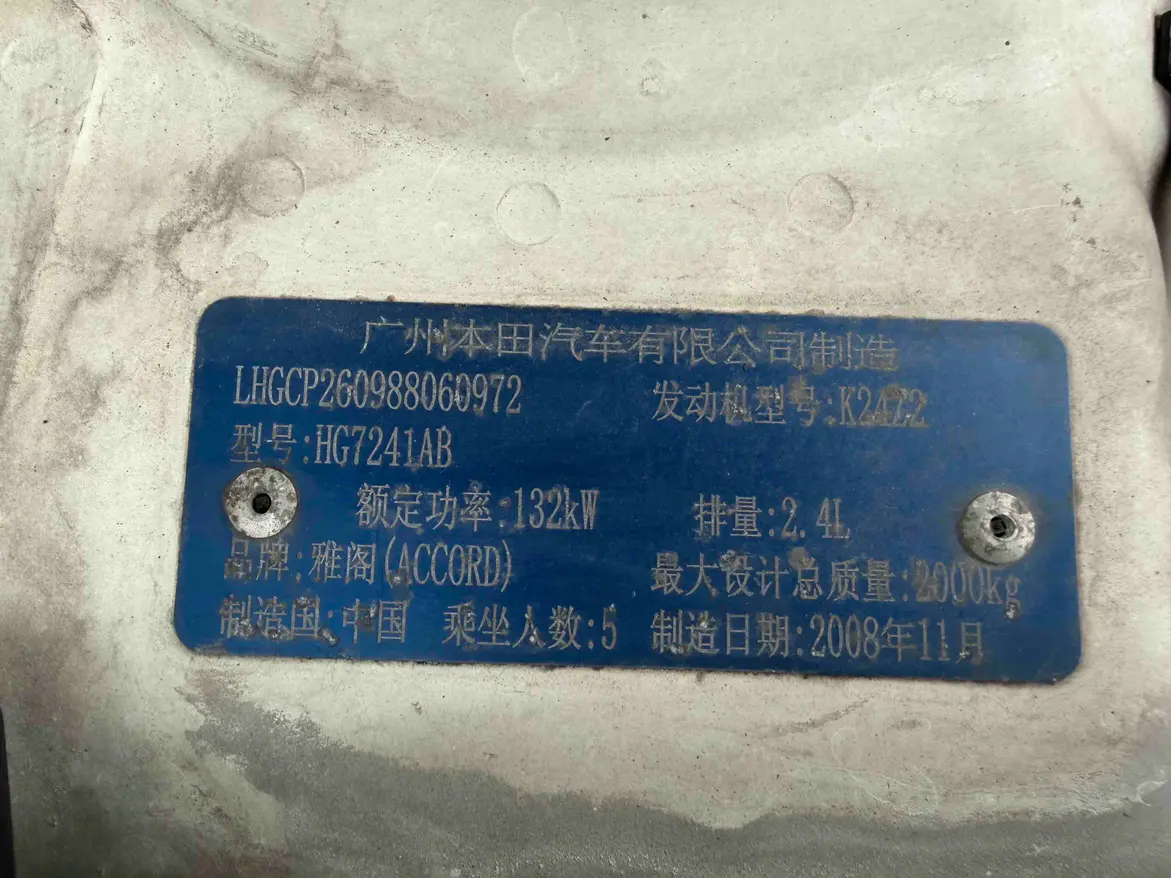 广州本田汽车有限公司制造
LHGCP260988060972 发动机型号:K24Z2
型号:HG7241AB
额定功率:132kW 排量:2.4L
品牌:雅阁(ACCORD) 最大设计总质量:2000kg
制造国:中国 乘坐人数:5 制造日期:2008年11月